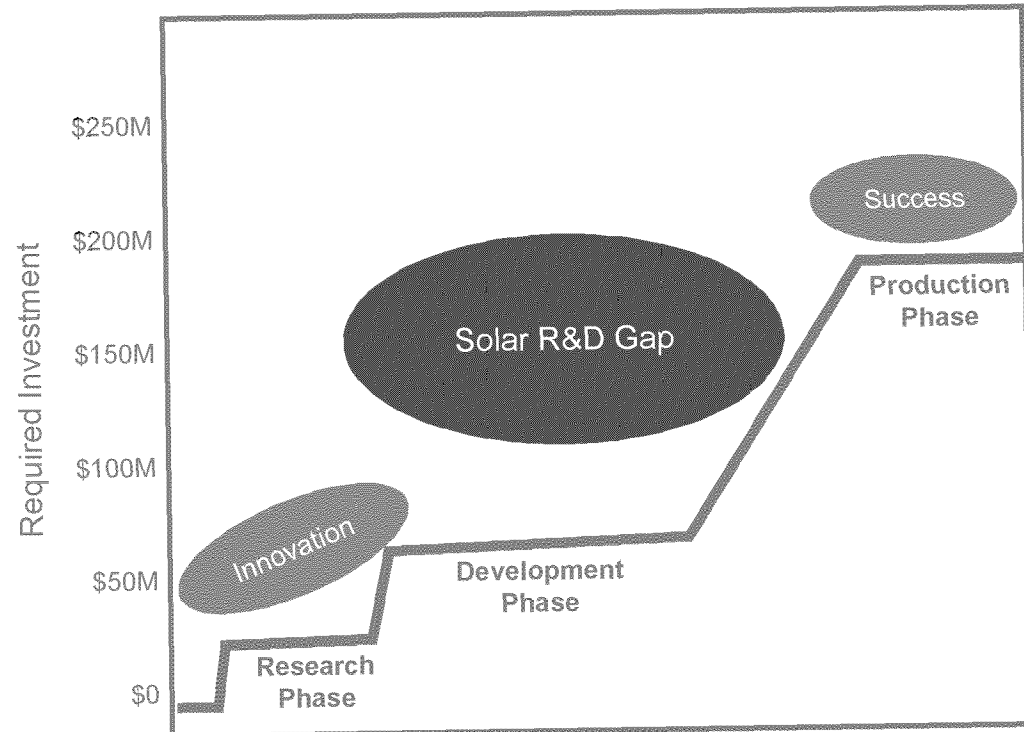 Required Investment
$250M
$200M
$150M
$100M
$50M
$0
Innovation
Solar R&D Gap
Success
Research
Phase
Development
Phase
Production
Phase